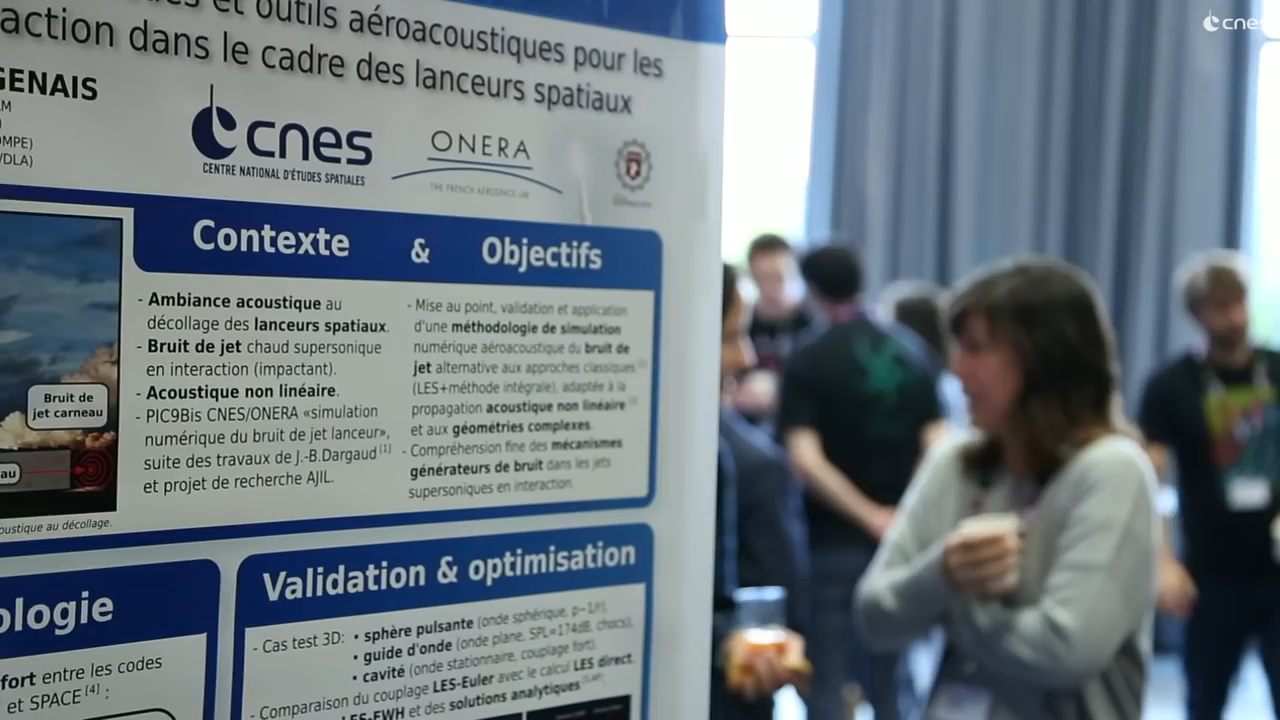 et outils aéroacoustiques pour les
action dans le cadre des lanceurs spatiaux
GENAIS
cnes
CENTRE NATIONAL D'ÉTUDES SPATIALES
ONERA
THE FRENCH AEROSPACE LAB
Contexte & Objectifs
- Ambiance acoustique au
décollage des lanceurs spatiaux.
- Bruit de jet chaud supersonique
en interaction (impactant).
- Acoustique non linéaire.
- PIC9Bis CNES/ONERA «simulation
numérique du bruit de jet lanceur»,
suite des travaux de J.-B.Dargaud [1]
et projet de recherche AJIL.
- Mise au point, validation et application
d'une méthodologie de simulation
numérique aéroacoustique du bruit de
jet alternative aux approches classiques
(LES+méthode intégrale), adaptée à la
propagation acoustique non linéaire
et aux géométries complexes.
- Compréhension fine des mécanismes
générateurs de bruit dans les jets
supersoniques en interaction.
Bruit de
jet carneau
au
oustique au décollage.
ologie
fort entre les codes
et SPACE [4] :
Validation & optimisation
- Cas test 3D: • sphère pulsante (onde sphérique, p~1/r),
• guide d'onde (onde plane, SPL=174dB, chocs),
• cavité (onde stationnaire, couplage fort).
- Comparaison du couplage LES-Euler avec le calcul LES direct,
LES-FWH et des solutions analytiques
cnes